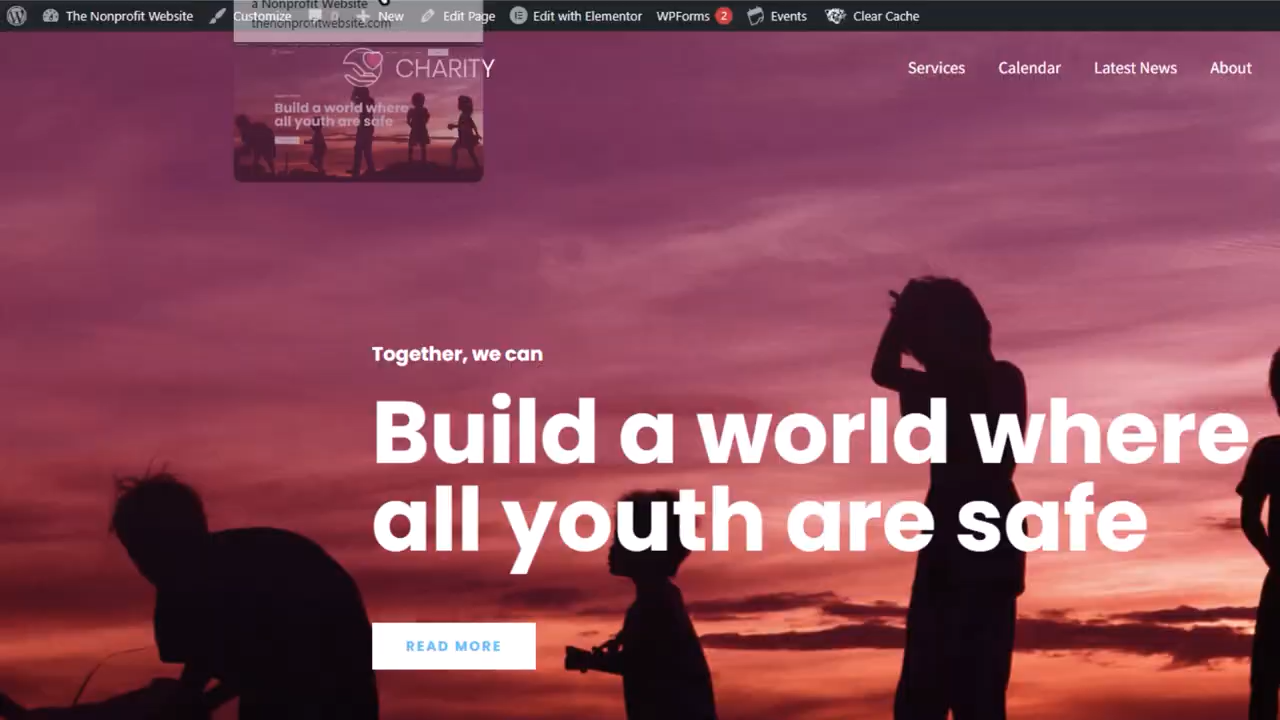 a Nonprofit Website
thenonprofitwebsite.com
The Nonprofit Website Customize 0 New Edit Page Edit with Elementor WPForms 2 Events Clear Cache
CHARITY
Services Calendar Latest News About
Build a world where
all youth are safe
Together, we can
Build a world where
all youth are safe
READ MORE